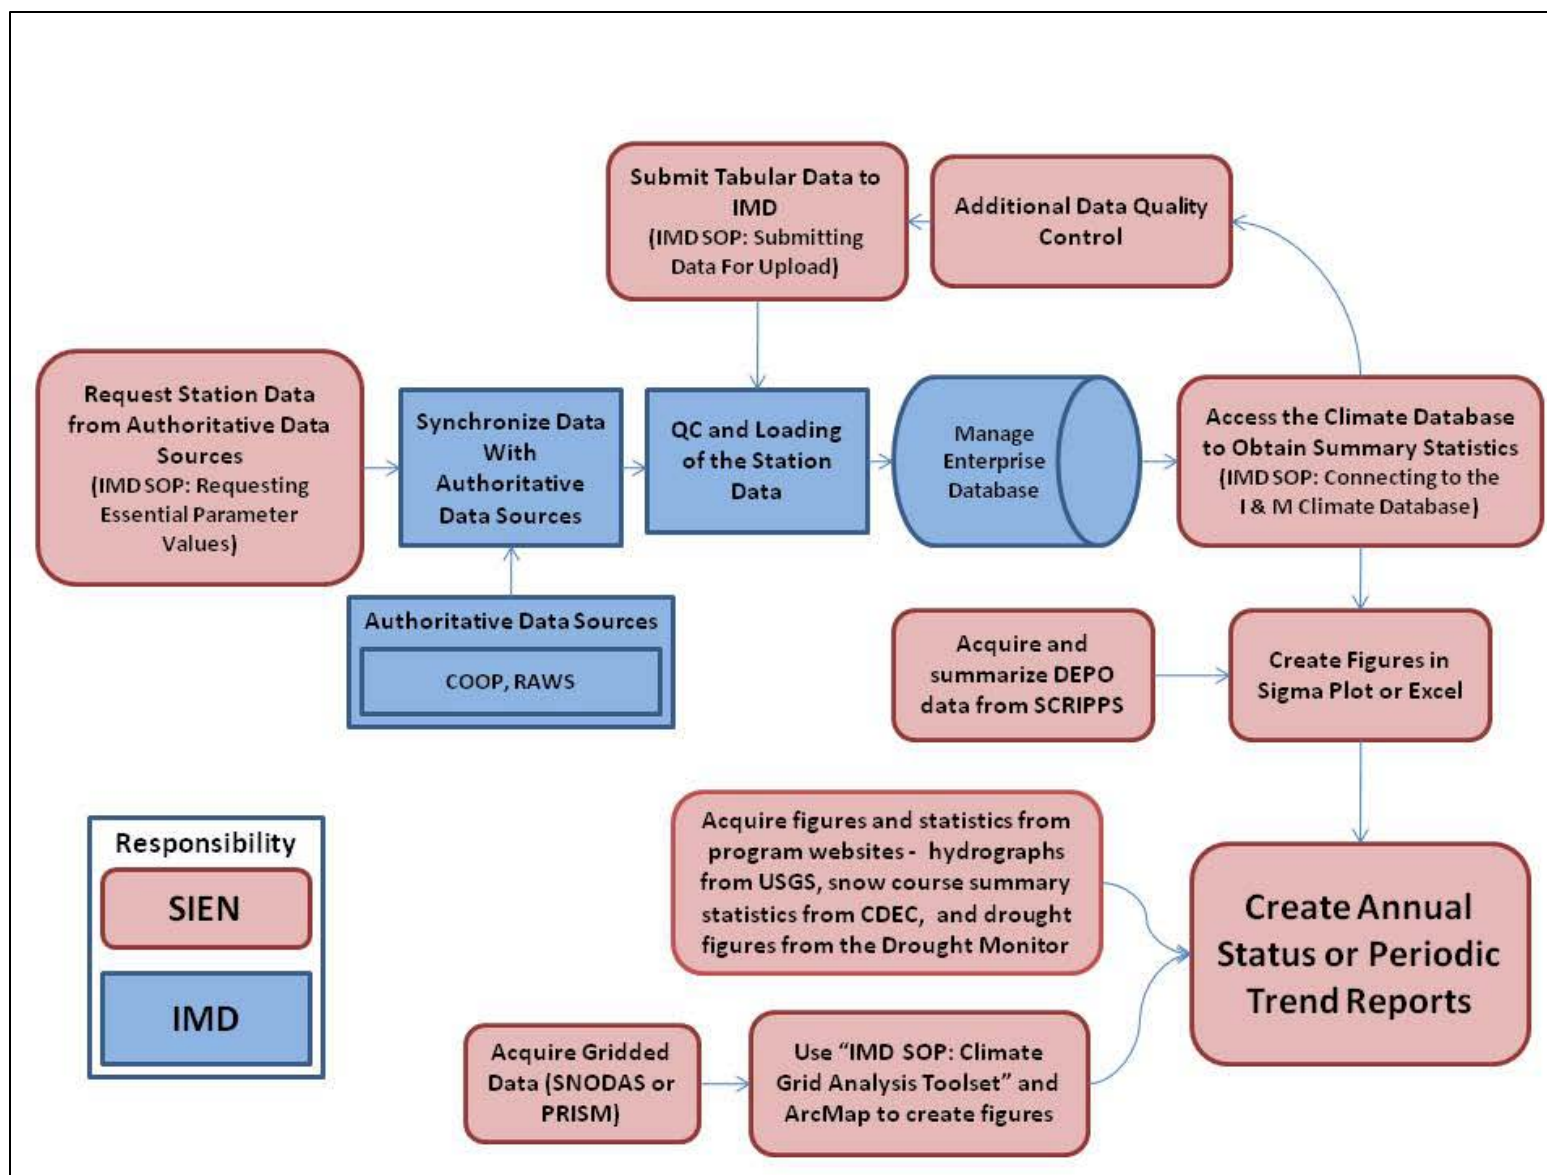 Submit Tabular Data to
IMD
(IMD SOP: Submitting
Data For Upload)
Additional Data Quality
Control
Request Station Data
from Authoritative Data
Sources
(IMD SOP: Requesting
Essential Parameter
Values)
Synchronize Data
With
Authoritative
Data Sources
QC and Loading
of the Station
Data
Manage
Enterprise
Database
Access the Climate Database
to Obtain Summary Statistics
(IMD SOP: Connecting to the
I & M Climate Database)
Authoritative Data Sources
COOP, RAWS
Acquire and
summarize DEPO
data from SCRIPPS
Create Figures in
Sigma Plot or Excel
Responsibility
SIEN
IMD
Acquire figures and statistics from
program websites - hydrographs
from USGS, snow course summary
statistics from CDEC, and drought
figures from the Drought Monitor
Create Annual
Status or Periodic
Trend Reports
Acquire Gridded
Data (SNODAS or
PRISM)
Use “IMD SOP: Climate
Grid Analysis Toolset” and
ArcMap to create figures